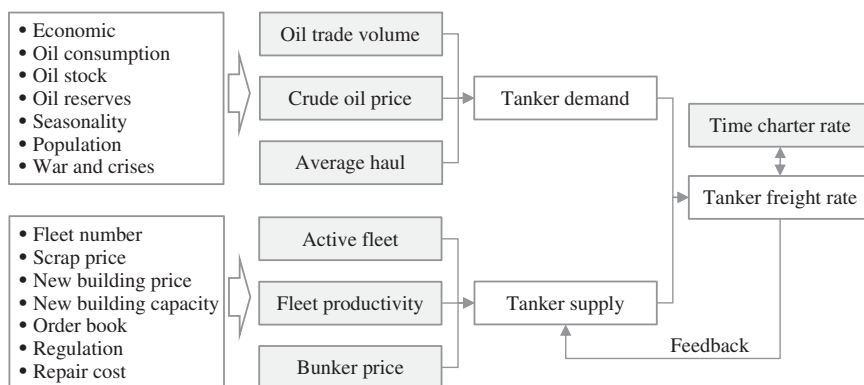 • Economic
• Oil consumption
• Oil stock
• Oil reserves
• Seasonality
• Population
• War and crises
Oil trade volume
Crude oil price
Average haul
Tanker demand
Time charter rate
Tanker freight rate
• Fleet number
• Scrap price
• New building price
• New building capacity
• Order book
• Regulation
• Repair cost
Active fleet
Fleet productivity
Bunker price
Tanker supply
Feedback